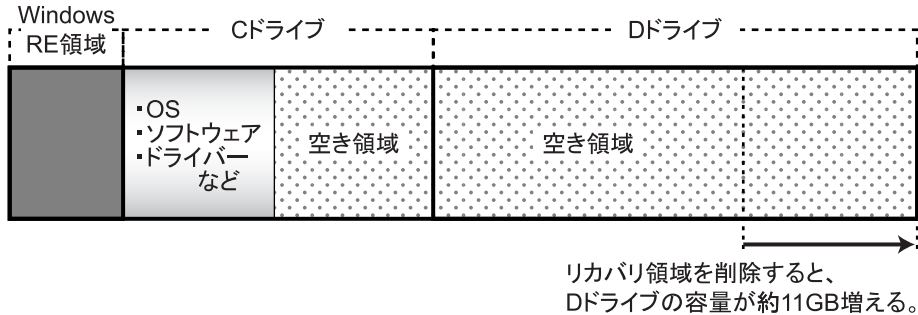 Windows
RE領域
Cドライブ
Dドライブ
・OS
・ソフトウェア
・ドライバー
など
空き領域
空き領域
リカバリ領域を削除すると、
Dドライブの容量が約11GB増える。